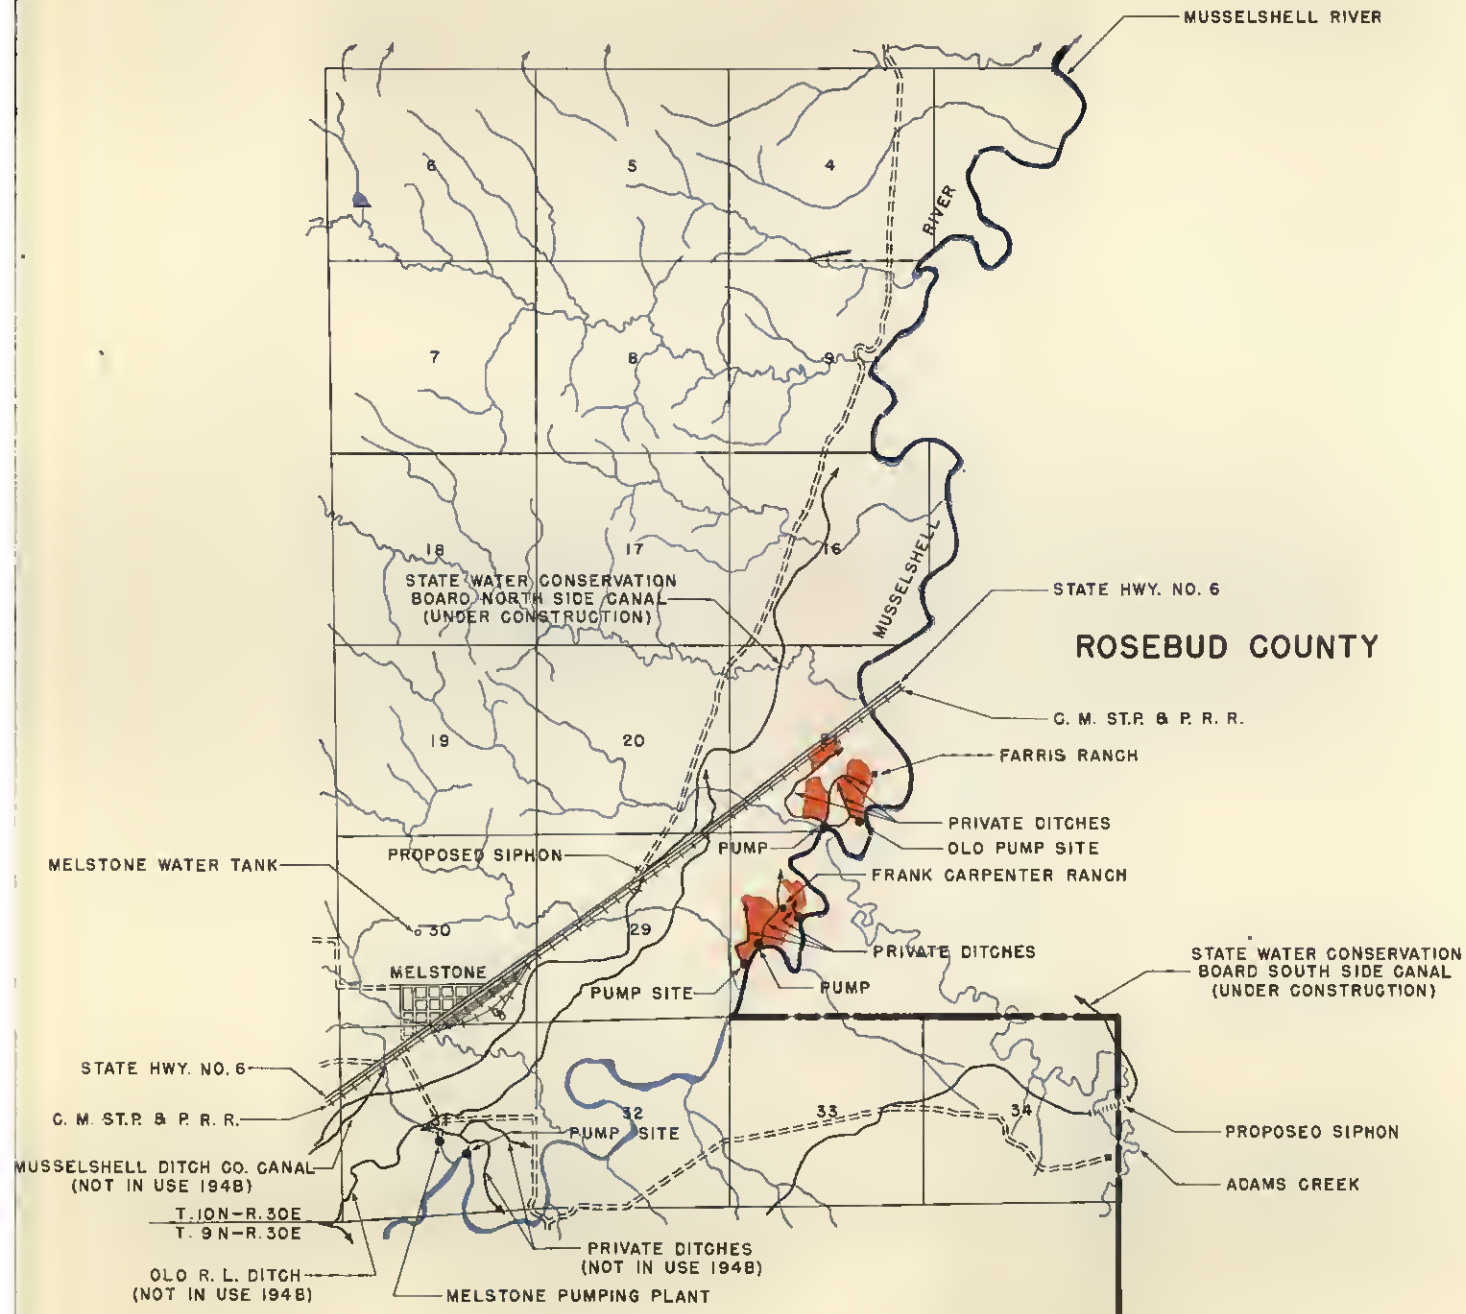 MUSSELSHELL RIVER
6
5
4
RIVER
7
8
9
18
17
16
STATE WATER CONSERVATION
BOARD NORTH SIDE CANAL
(UNDER CONSTRUCTION)
MUSSELSHELL
STATE HWY. NO. 6
ROSEBUD COUNTY
C. M. ST.P. & P. R. R.
19
20
21
FARRIS RANCH
PRIVATE DITCHES
OLD PUMP SITE
PUMP
PROPOSED SIPHON
MELSTONE WATER TANK
FRANK CARPENTER RANCH
30
29
PRIVATE DITCHES
STATE WATER CONSERVATION
BOARD SOUTH SIDE CANAL
(UNDER CONSTRUCTION)
MELSTONE
PUMP SITE
PUMP
STATE HWY. NO. 6
C. M. ST.P. & P. R. R.
31
32
33
34
PUMP SITE
PROPOSED SIPHON
MUSSELSHELL DITCH CO. CANAL
(NOT IN USE 1948)
ADAMS CREEK
T. 10N-R. 30E
T. 9N-R. 30E
PRIVATE DITCHES
(NOT IN USE 1948)
OLD R. L. DITCH
(NOT IN USE 1948)
MELSTONE PUMPING PLANT